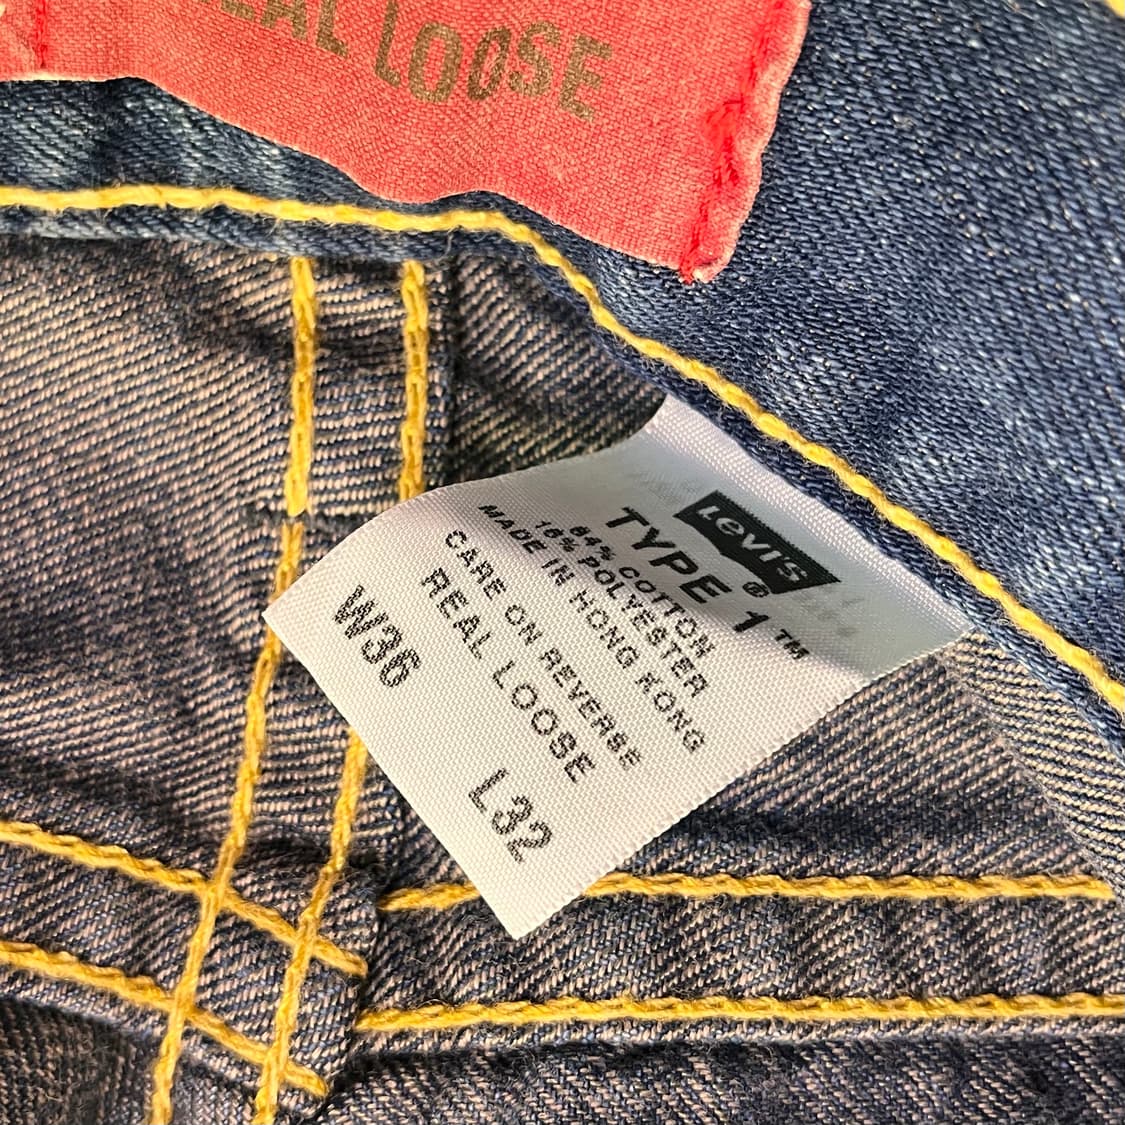 EAL LOOSE
LEVI'S ®
TYPE 1™
84% COTTON
16% POLYESTER
MADE IN HONG KONG
CARE ON REVERSE
REAL LOOSE
W36 L32